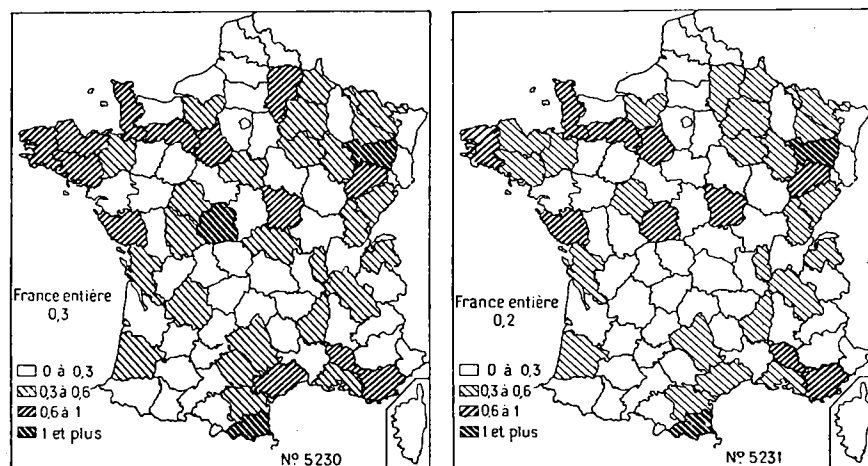 France entière
0,3
0 à 0,3
0,3 à 0,6
0,6 à 1
1 et plus
Nº 5230
France entière
0,2
0 à 0,3
0,3 à 0,6
0,6 à 1
1 et plus
Nº 5231